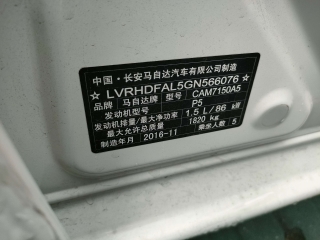 中国·长安马自达汽车有限公司制造
★ LVRHDFAL5GN566076 ★
品牌 马自达牌 型号 CAM7150A5
发动机型号 P5
发动机排量/最大净功率 1.5 L/86 kw
最大允许总质量 1820 kg
制造年月 2016-11 乘坐人数 5